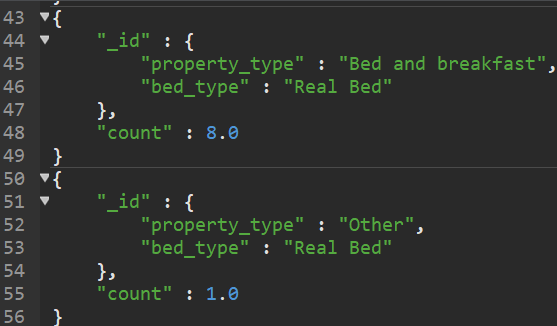 43 {
44 "_id" : {
45 "property_type" : "Bed and breakfast",
46 "bed_type" : "Real Bed"
47 },
48 "count" : 8.0
49 }
50 {
51 "_id" : {
52 "property_type" : "Other",
53 "bed_type" : "Real Bed"
54 },
55 "count" : 1.0
56 }